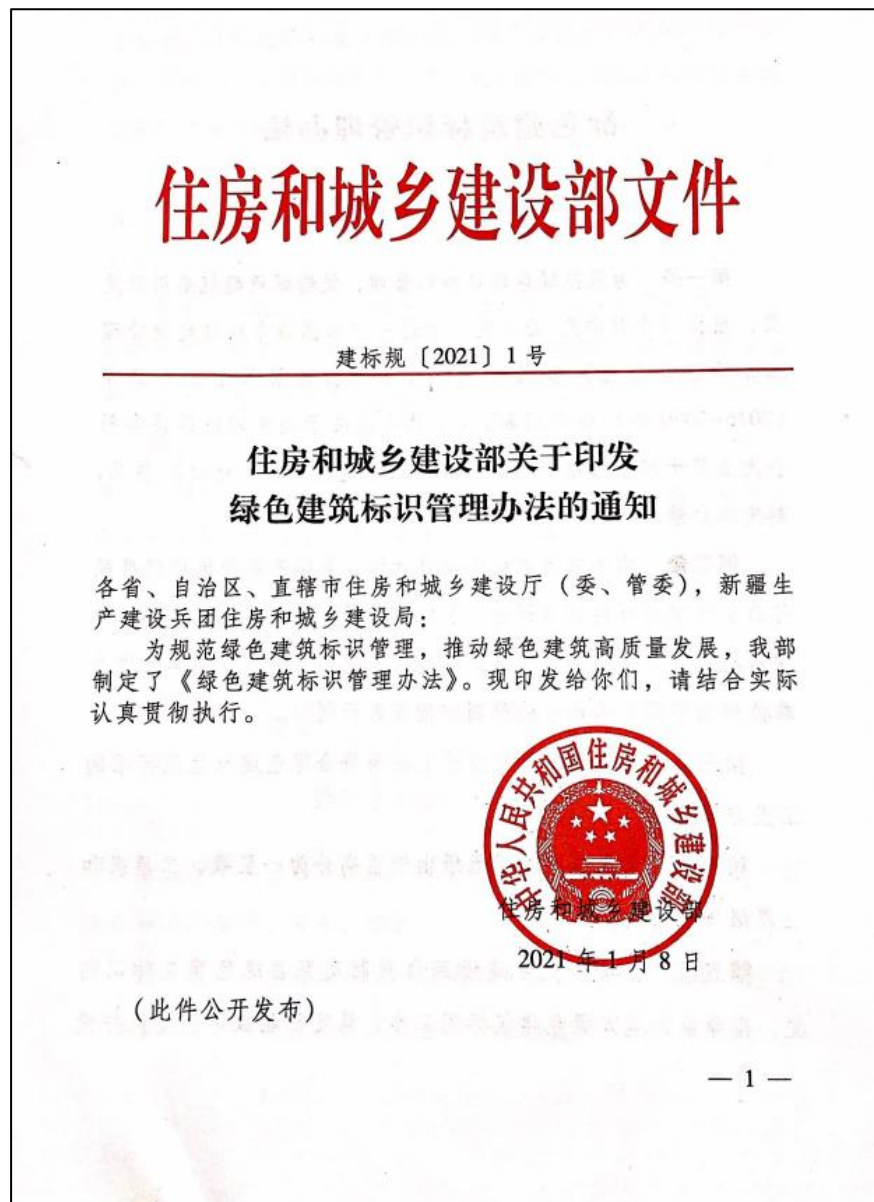 住房和城乡建设部文件
建标规〔2021〕1号
住房和城乡建设部关于印发
绿色建筑标识管理办法的通知
各省、自治区、直辖市住房和城乡建设厅（委、管委），新疆生
产建设兵团住房和城乡建设局：
为规范绿色建筑标识管理，推动绿色建筑高质量发展，我部
制定了《绿色建筑标识管理办法》。现印发给你们，请结合实际
认真贯彻执行。
中华人民共和国住房和城乡建设部
住房和城乡建设部
2021年1月8日
（此件公开发布）
— 1 —